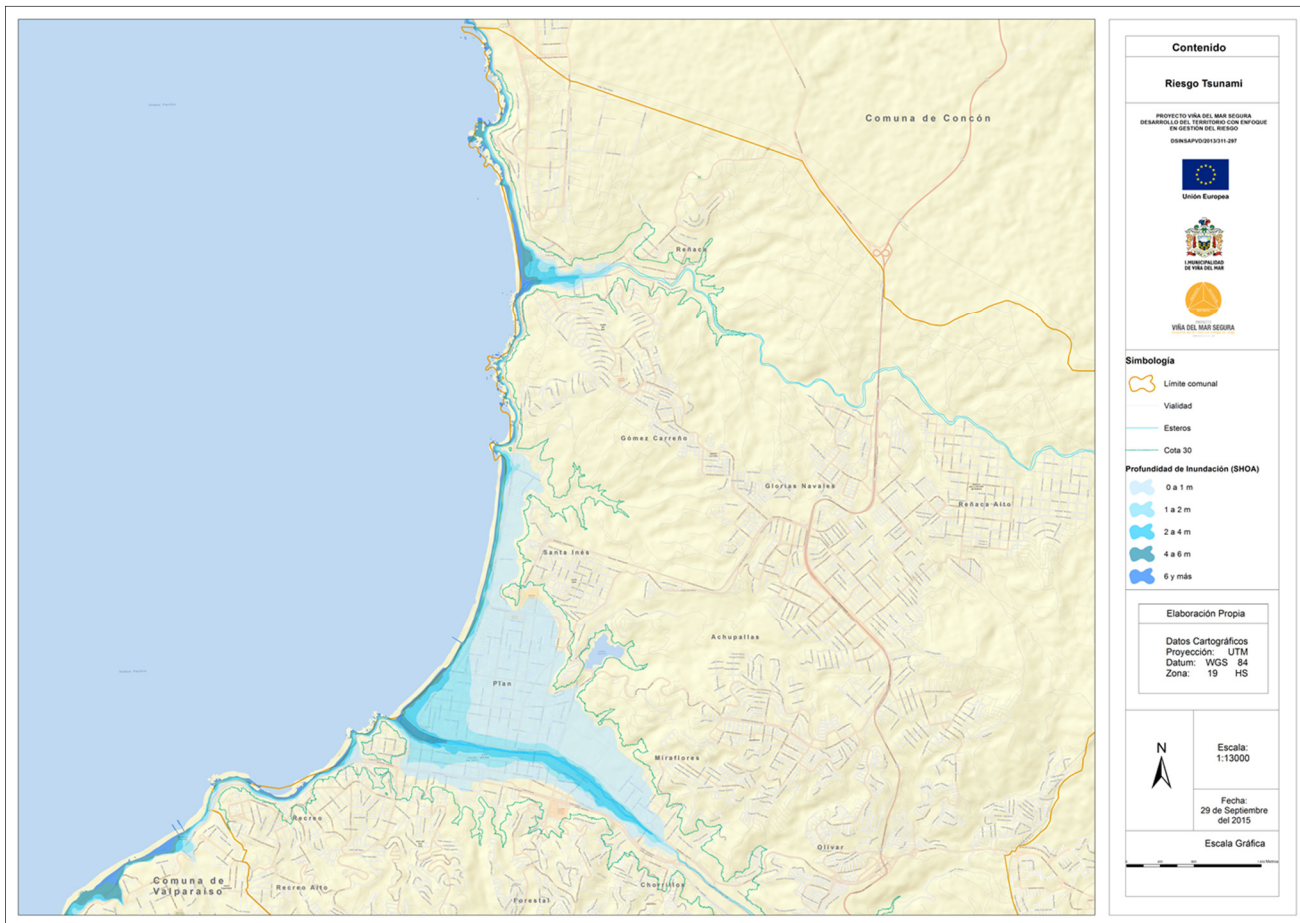 Comuna de Concón
Reñaca
Gómez Carreño
Glorias Navales
Reñaca Alto
Santa Inés
Achupallas
Plan
Miraflores
Recreo
Olivar
Comuna de
Valparaíso
Recreo Alto
Chorrillos
Forestal
Contenido
Riesgo Tsunami
PROYECTO VIÑA DEL MAR SEGURA
DESARROLLO DEL TERRITORIO CON ENFOQUE
EN GESTIÓN DEL RIESGO
DSINSAPVD/2013/311-297
Unión Europea
I.MUNICIPALIDAD
DE VIÑA DEL MAR
PROYECTO
VIÑA DEL MAR SEGURA
Simbología
Límite comunal
Vialidad
Esteros
Cota 30
Profundidad de Inundación (SHOA)
0 a 1 m
1 a 2 m
2 a 4 m
4 a 6 m
6 y más
Elaboración Propia
Datos Cartográficos
Proyección: UTM
Datum: WGS 84
Zona: 19 HS
N
Escala:
1:13000
Fecha:
29 de Septiembre
del 2015
Escala Gráfica